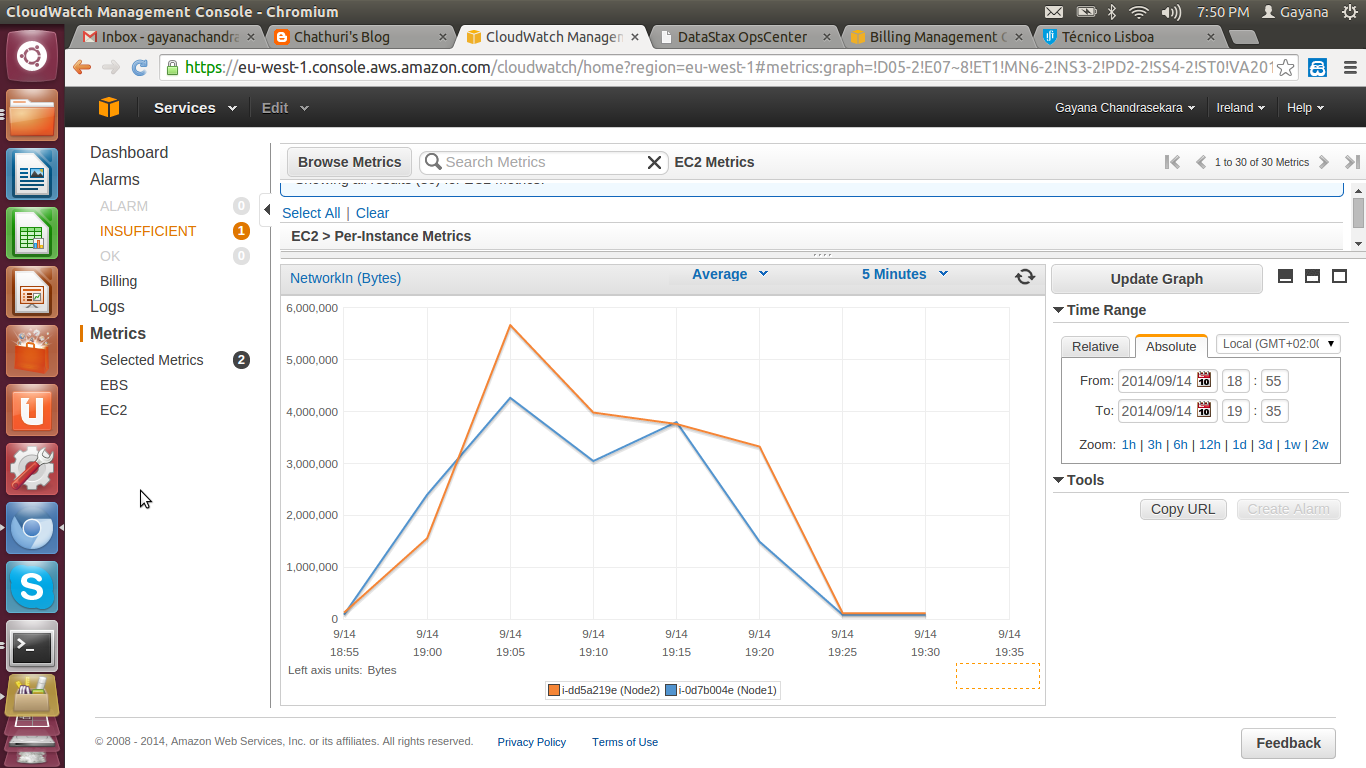 CloudWatch Management Console - Chromium
7:50 PM Gayana
Inbox - gayanachandra
Chathuri's Blog
CloudWatch Managem
DataStax OpsCenter
Billing Management C
Técnico Lisboa
https://eu-west-1.console.aws.amazon.com/cloudwatch/home?region=eu-west-1#metrics:graph=!D05-2!E07~8!ET1!MN6-2!NS3-2!PD2-2!SS4-2!ST0!VA201
Services Edit Gayana Chandrasekara Ireland Help
Dashboard
Alarms
ALARM 0
INSUFFICIENT 1
OK 0
Billing
Logs
Metrics
Selected Metrics 2
EBS
EC2
Browse Metrics Search Metrics EC2 Metrics 1 to 30 of 30 Metrics
Select All | Clear
EC2 > Per-Instance Metrics
NetworkIn (Bytes) Average 5 Minutes
6,000,000
5,000,000
4,000,000
3,000,000
2,000,000
1,000,000
0
9/14 9/14 9/14 9/14 9/14 9/14 9/14 9/14 9/14
18:55 19:00 19:05 19:10 19:15 19:20 19:25 19:30 19:35
Left axis units: Bytes
i-dd5a219e (Node2) i-0d7b004e (Node1)
Update Graph
Time Range
Relative Absolute Local (GMT+02:00
From: 2014/09/14 10 18 : 55
To: 2014/09/14 10 19 : 35
Zoom: 1h | 3h | 6h | 12h | 1d | 3d | 1w | 2w
Tools
Copy URL Create Alarm
© 2008 - 2014, Amazon Web Services, Inc. or its affiliates. All rights reserved. Privacy Policy Terms of Use
Feedback